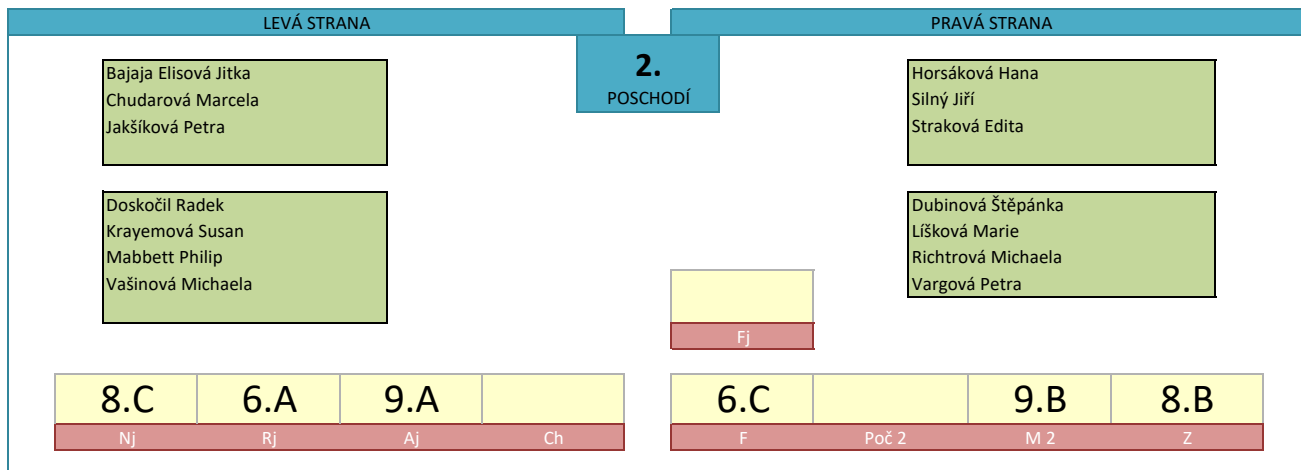 LEVÁ STRANA
PRAVÁ STRANA
2.
POSCHODÍ
Bajaja Elisová Jitka
Chudarová Marcela
Jakšíková Petra
Horsáková Hana
Silný Jiří
Straková Edita
Doskočil Radek
Krayemová Susan
Mabbett Philip
Vašinová Michaela
Dubinová Štěpánka
Líšková Marie
Richtrová Michaela
Vargová Petra
Fj
8.C 6.A 9.A
Nj Rj Aj Ch
6.C 9.B 8.B
F Poč 2 M 2 Z